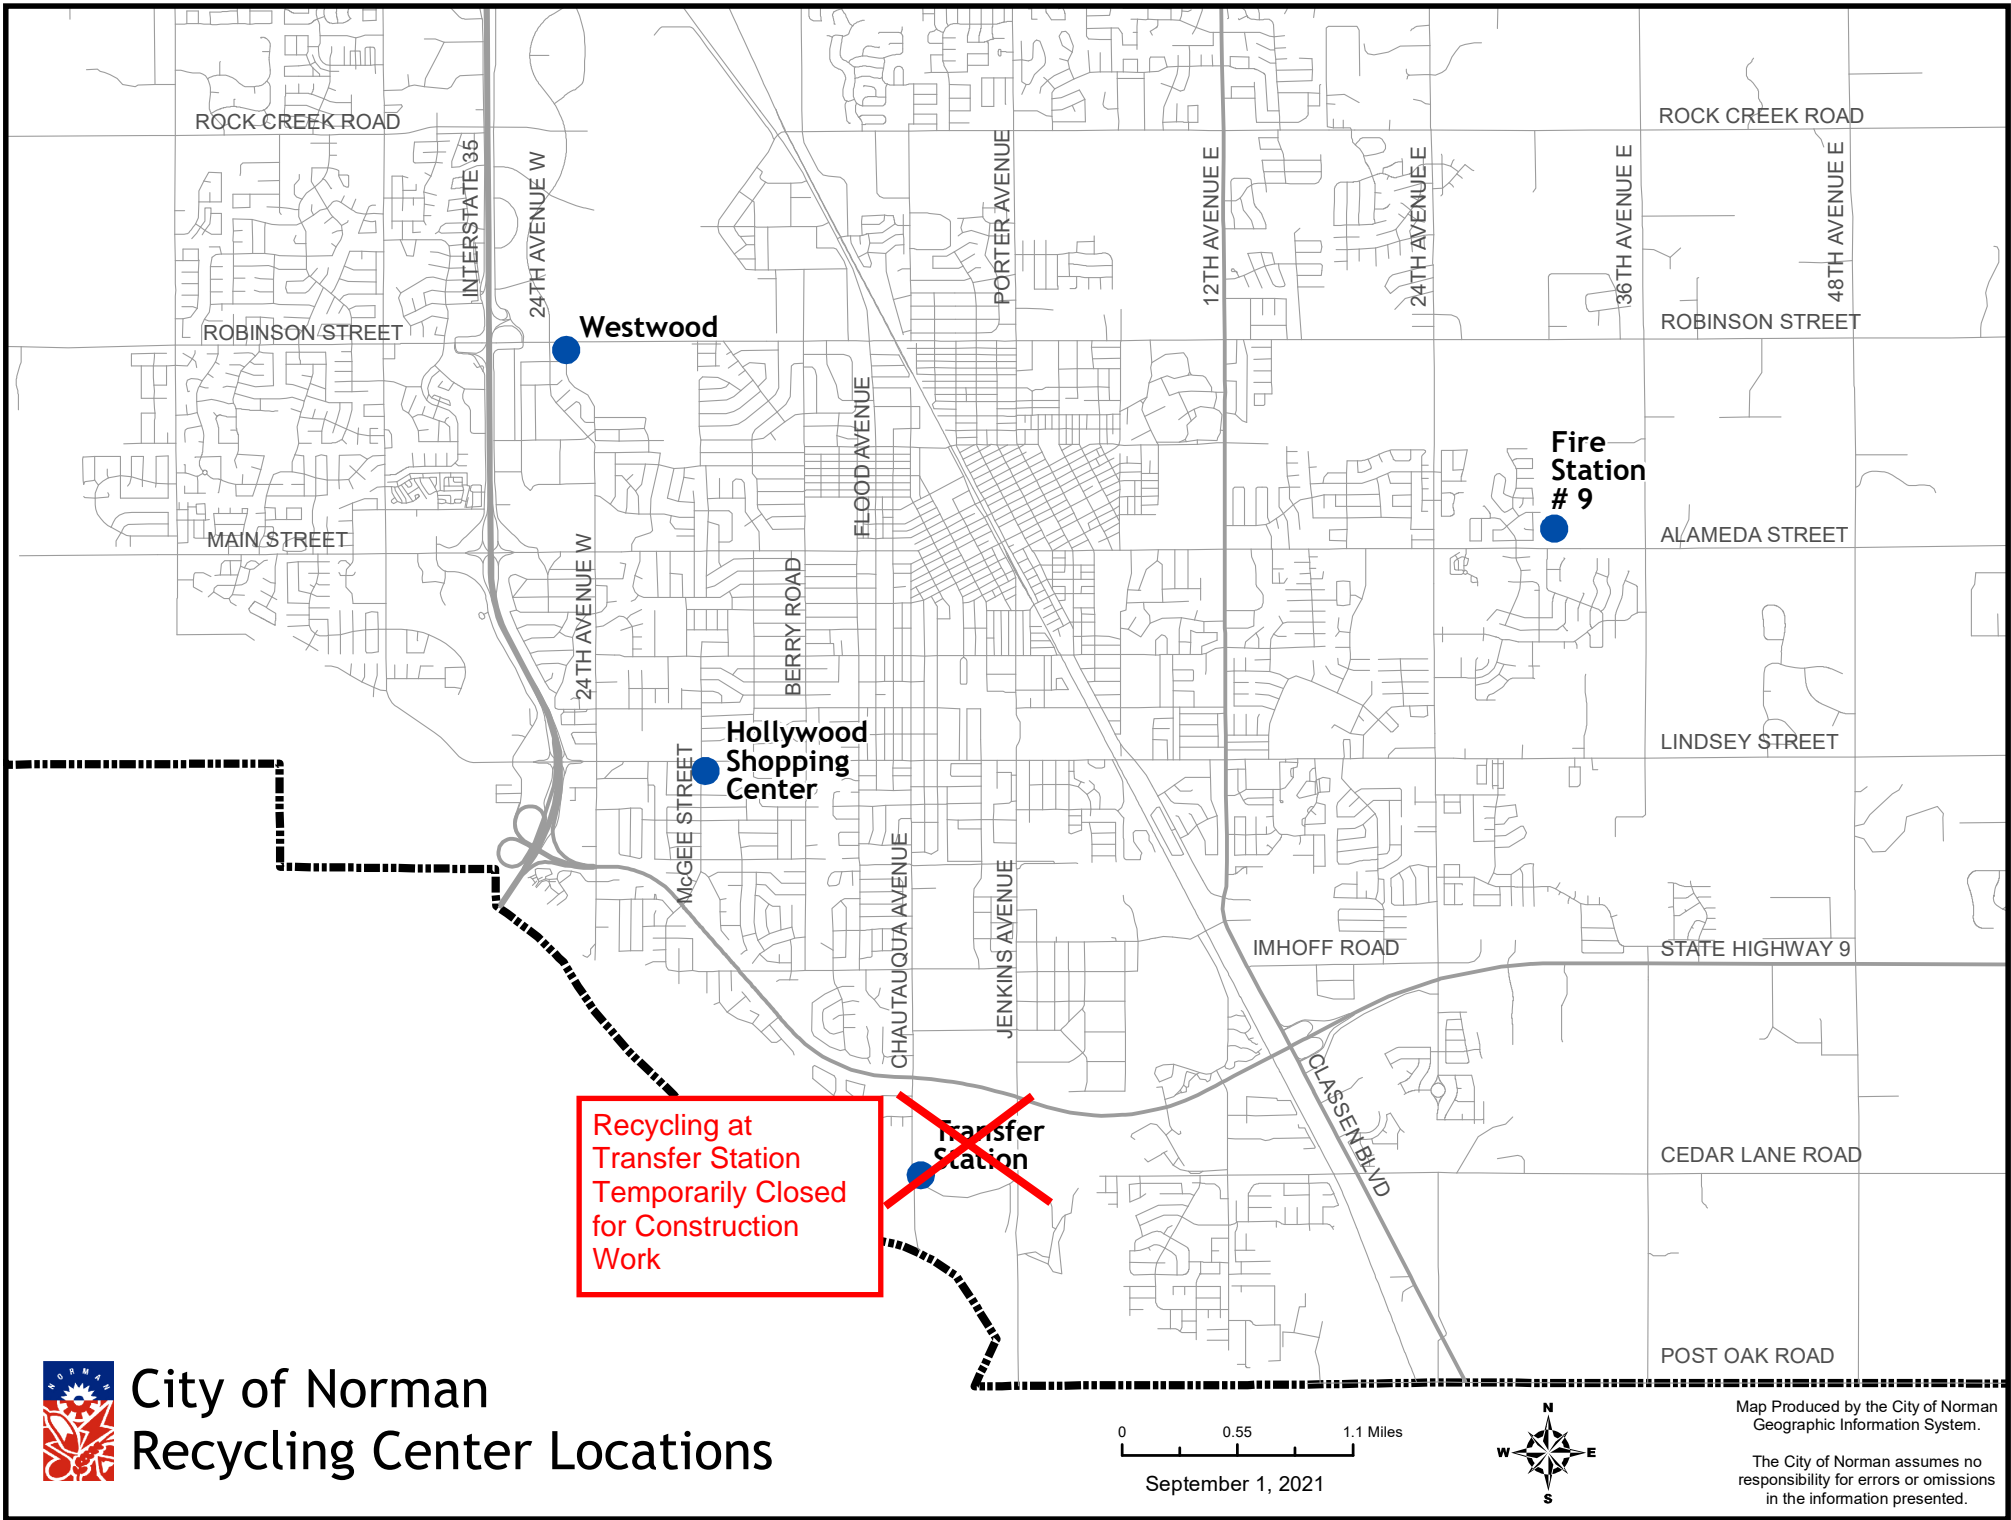 ROCK CREEK ROAD
ROCK CREEK ROAD
INTERSTATE 35
24TH AVENUE W
PORTER AVENUE
12TH AVENUE E
24TH AVENUE E
36TH AVENUE E
48TH AVENUE E
ROBINSON STREET
Westwood
ROBINSON STREET
FLOOD AVENUE
Fire
Station
# 9
MAIN STREET
ALAMEDA STREET
24TH AVENUE W
BERRY ROAD
Hollywood
Shopping
Center
LINDSEY STREET
McGEE STREET
CHAUTAUQUA AVENUE
JENKINS AVENUE
IMHOFF ROAD
STATE HIGHWAY 9
CLASSEN BLVD
Recycling at
Transfer Station
Temporarily Closed
for Construction
Work
Transfer
Station
CEDAR LANE ROAD
POST OAK ROAD
NORMAN
City of Norman
Recycling Center Locations
0 0.55 1.1 Miles
September 1, 2021
N
W E
S
Map Produced by the City of Norman
Geographic Information System.
The City of Norman assumes no
responsibility for errors or omissions
in the information presented.